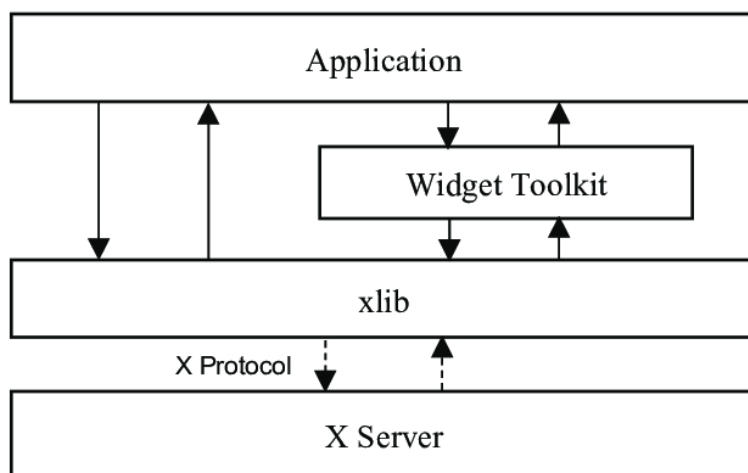 Application
Widget Toolkit
xlib
X Protocol
X Server